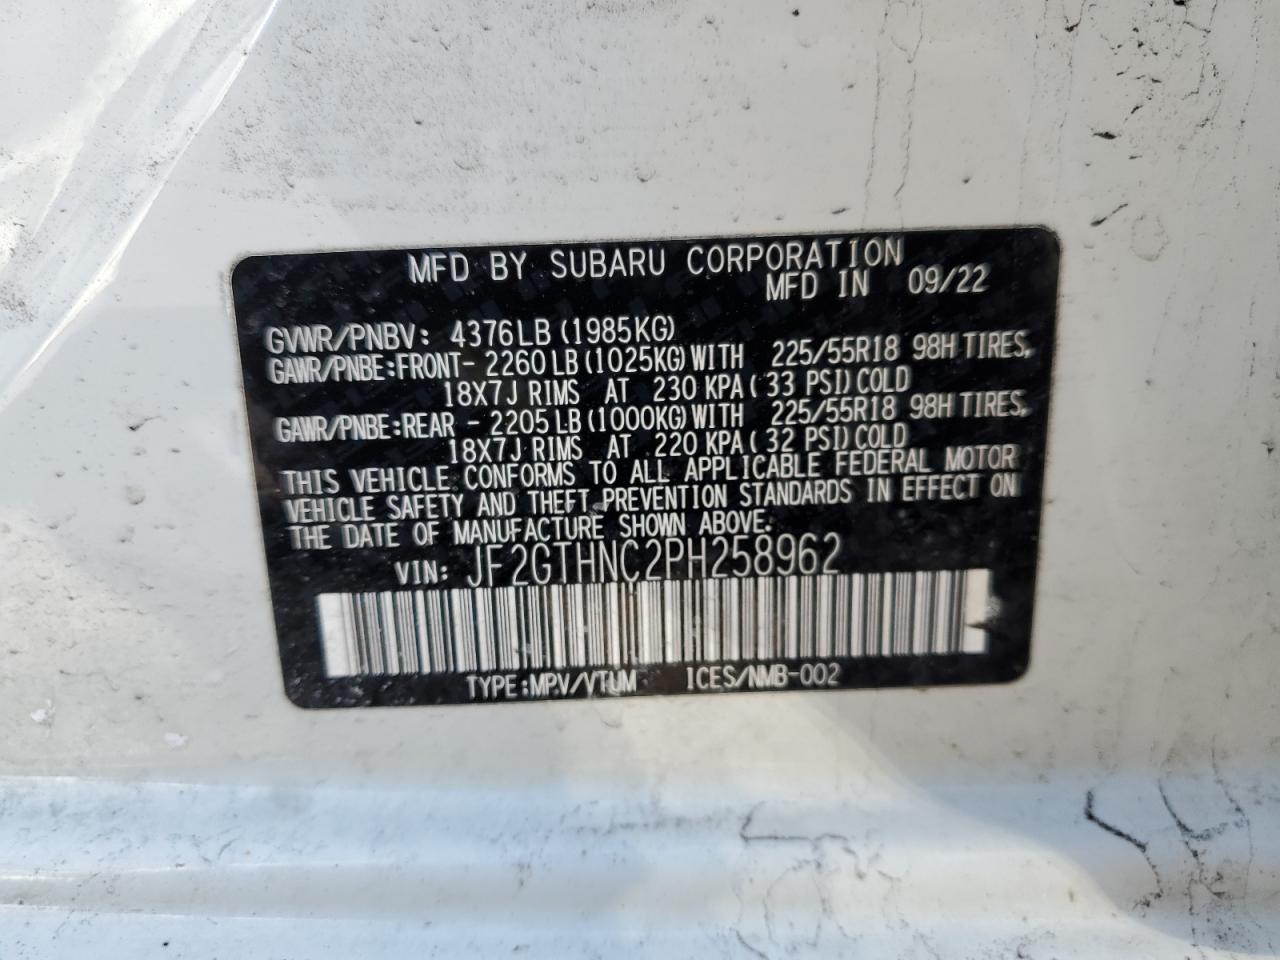 MFD BY SUBARU CORPORATION
MFD IN 09/22
GVWR/PNBV: 4376LB (1985KG)
GAWR/PNBE:FRONT- 2260 LB (1025KG) WITH 225/55R18 98H TIRES,
18X7J RIMS AT 230 KPA ( 33 PSI) COLD
GAWR/PNBE:REAR - 2205 LB (1000KG) WITH 225/55R18 98H TIRES,
18X7J RIMS AT 220 KPA ( 32 PSI) COLD
THIS VEHICLE CONFORMS TO ALL APPLICABLE FEDERAL MOTOR
VEHICLE SAFETY AND THEFT PREVENTION STANDARDS IN EFFECT ON
THE DATE OF MANUFACTURE SHOWN ABOVE.
VIN: JF2GTHNC2PH258962
TYPE:MPV/VTUM ICES/NMB-002